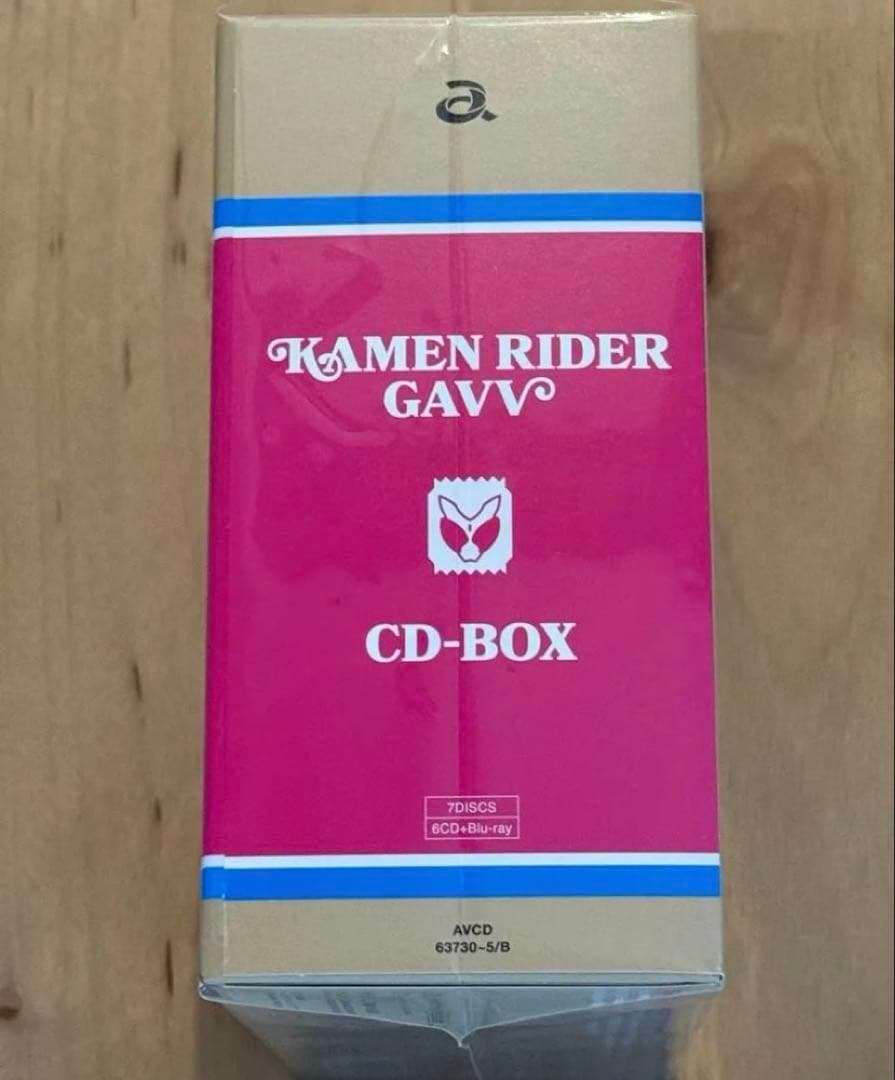 a
KAMEN RIDER
GAVV
CD-BOX
7DISCS
6CD+Blu-ray
AVCD
63730~5/B